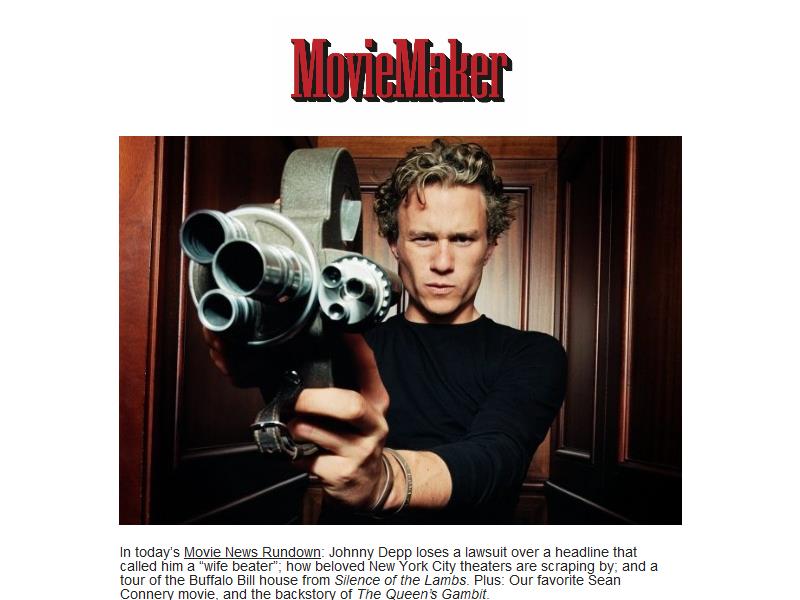 MovieMaker
In today’s Movie News Rundown: Johnny Depp loses a lawsuit over a headline that
called him a “wife beater”; how beloved New York City theaters are scraping by; and a
tour of the Buffalo Bill house from Silence of the Lambs. Plus: Our favorite Sean
Connery movie, and the backstory of The Queen’s Gambit.